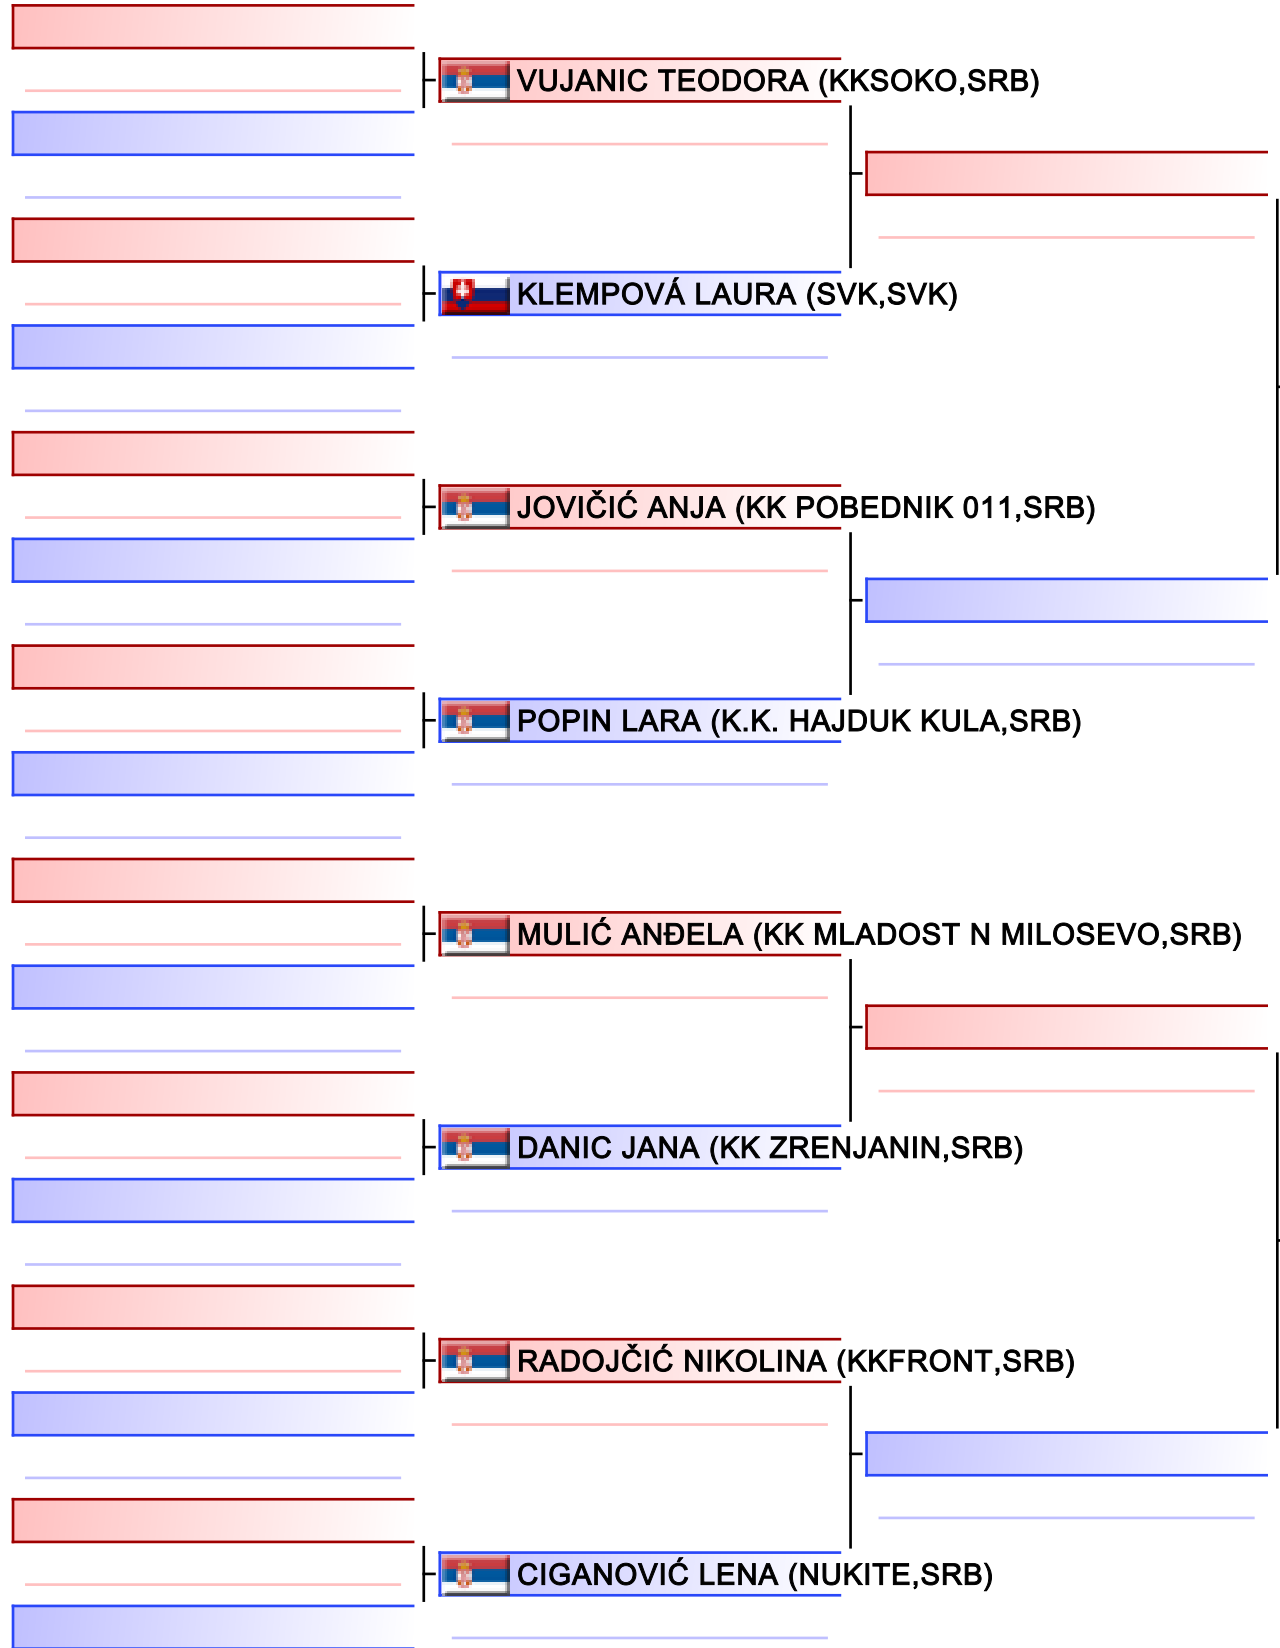 VUJANIC TEODORA (KKSOKO,SRB)
KLEMPOVÁ LAURA (SVK,SVK)
JOVIČIĆ ANJA (KK POBEDNIK 011,SRB)
POPIN LARA (K.K. HAJDUK KULA,SRB)
MULIĆ ANĐELA (KK MLADOST N MILOSEVO,SRB)
DANIC JANA (KK ZRENJANIN,SRB)
RADOJČIĆ NIKOLINA (KKFRONT,SRB)
CIGANOVIĆ LENA (NUKITE,SRB)